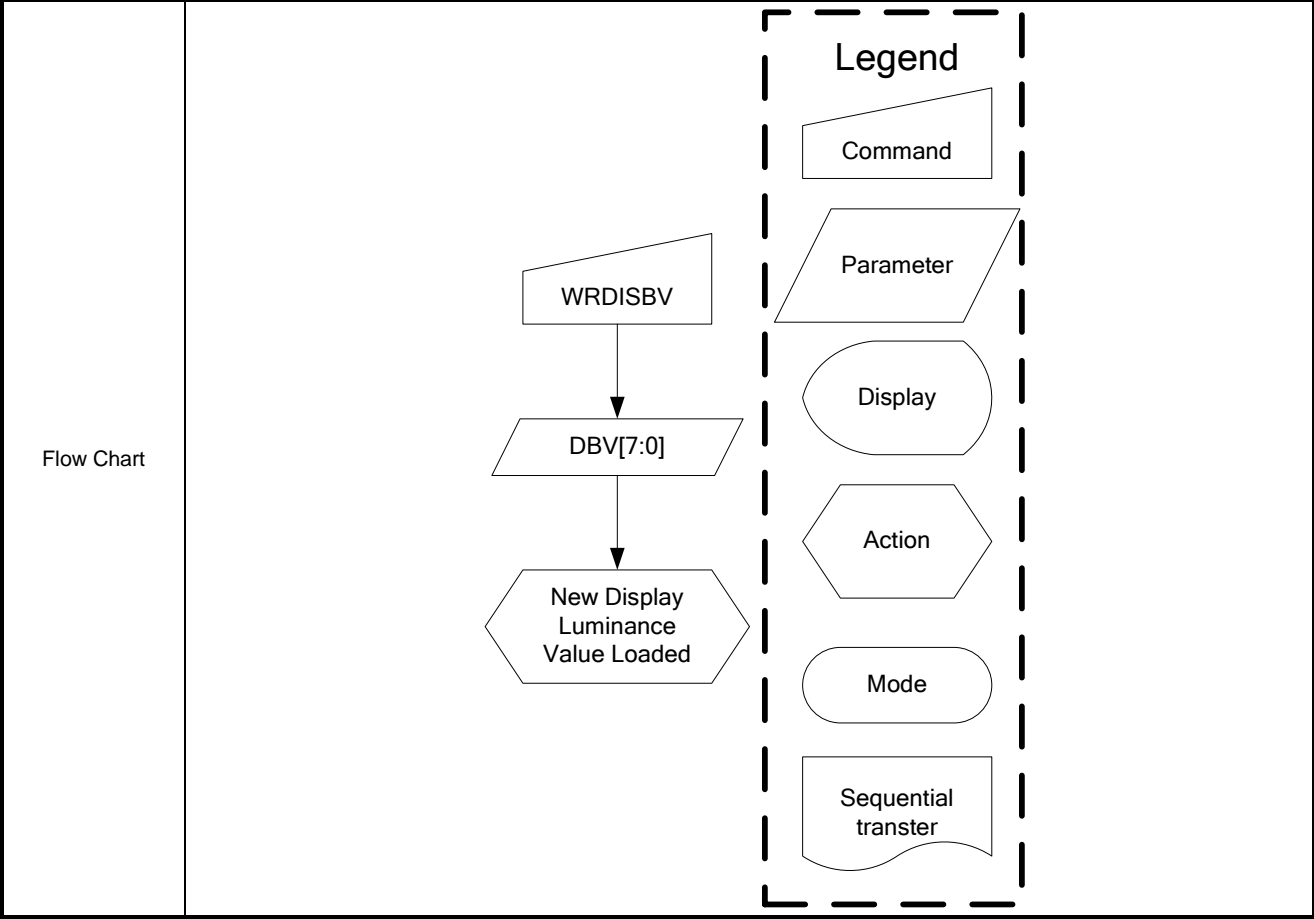 Flow Chart
WRDISBV
DBV[7:0]
New Display
Luminance
Value Loaded
Legend
Command
Parameter
Display
Action
Mode
Sequential
transter